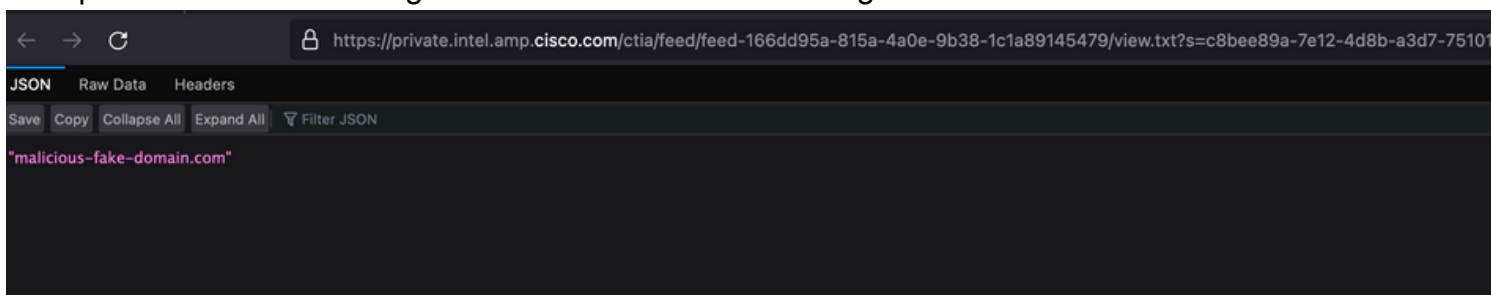 https://private.intel.amp.cisco.com/ctia/feed/feed-166dd95a-815a-4a0e-9b38-1c1a89145479/view.txt?s=c8bee89a-7e12-4d8b-a3d7-75101
JSON Raw Data Headers
Save Copy Collapse All Expand All Filter JSON
"malicious-fake-domain.com"